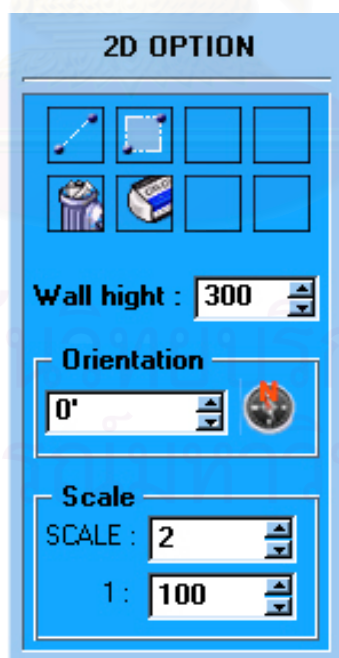 2D OPTION
Wall hight : 300
Orientation
0'
N
Scale
SCALE : 2
1 : 100